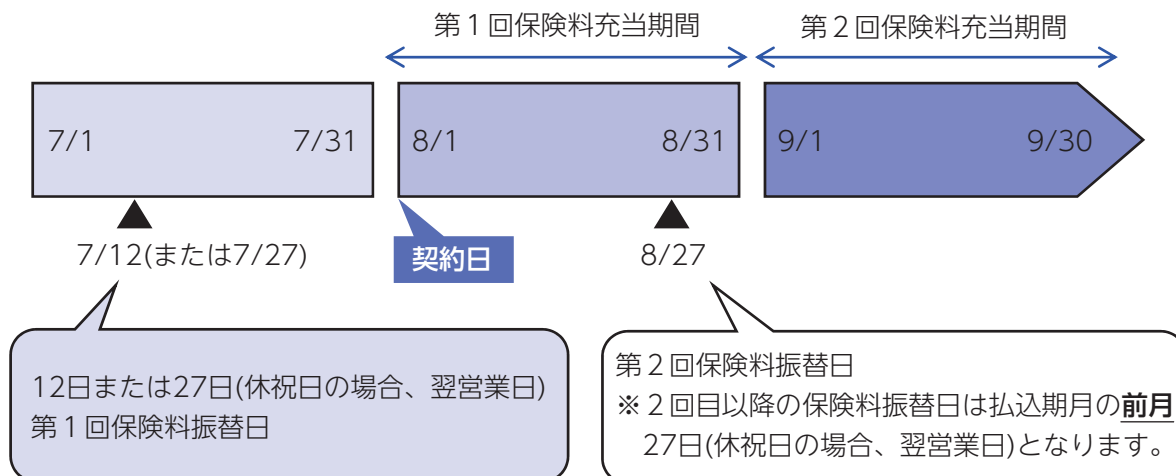 第１回保険料充当期間
第２回保険料充当期間
7/1
7/31
8/1
8/31
9/1
9/30
7/12(または7/27)
契約日
8/27
12日または27日(休祝日の場合、翌営業日)
第１回保険料振替日
第２回保険料振替日
※２回目以降の保険料振替日は払込期月の前月
27日(休祝日の場合、翌営業日)となります。